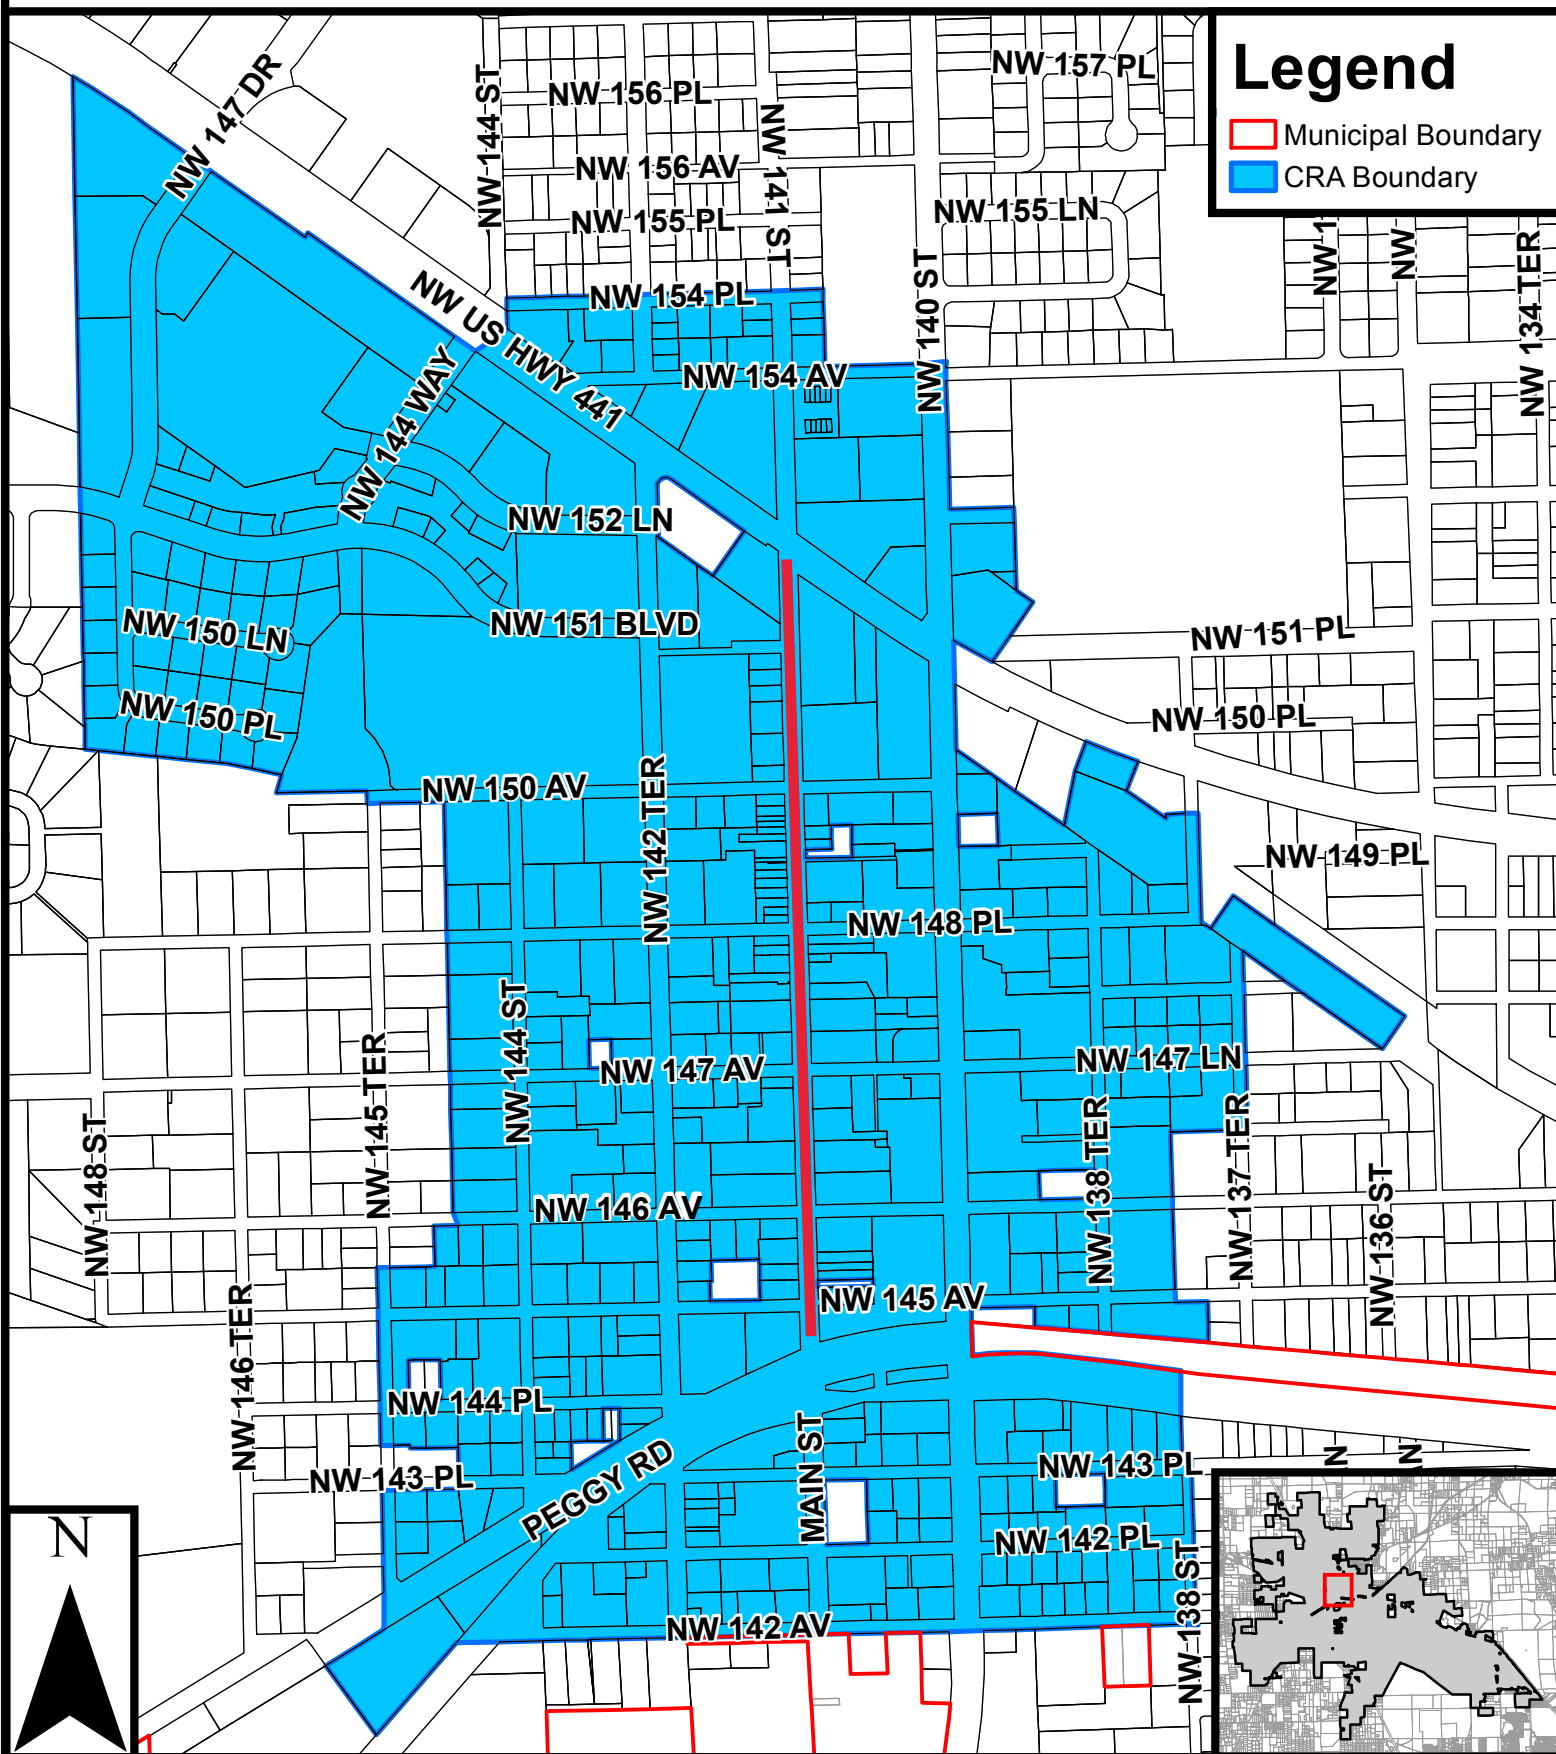 Legend
Municipal Boundary
CRA Boundary
NW 147 DR
NW 144 ST
NW 156 PL
NW 141 ST
NW 157 PL
NW 156 AV
NW 155 PL
NW 155 LN
NW 1
NW
NW 134 TER
NW 154 PL
NW US HWY 441
NW 140 ST
NW 154 AV
NW 144 WAY
NW 152 LN
NW 150 LN
NW 151 BLVD
NW 151 PL
NW 150 PL
NW 150 PL
NW 150 AV
NW 142 TER
NW 149 PL
NW 148 PL
NW 144 ST
NW 147 AV
NW 147 LN
NW 145 TER
NW 148 ST
NW 138 TER
NW 137 TER
NW 136 ST
NW 146 AV
NW 145 AV
NW 146 TER
NW 144 PL
MAIN ST
NW 143 PL
PEGGY RD
NW 143 PL
N
N
NW 142 PL
NW 138 ST
NW 142 AV
N